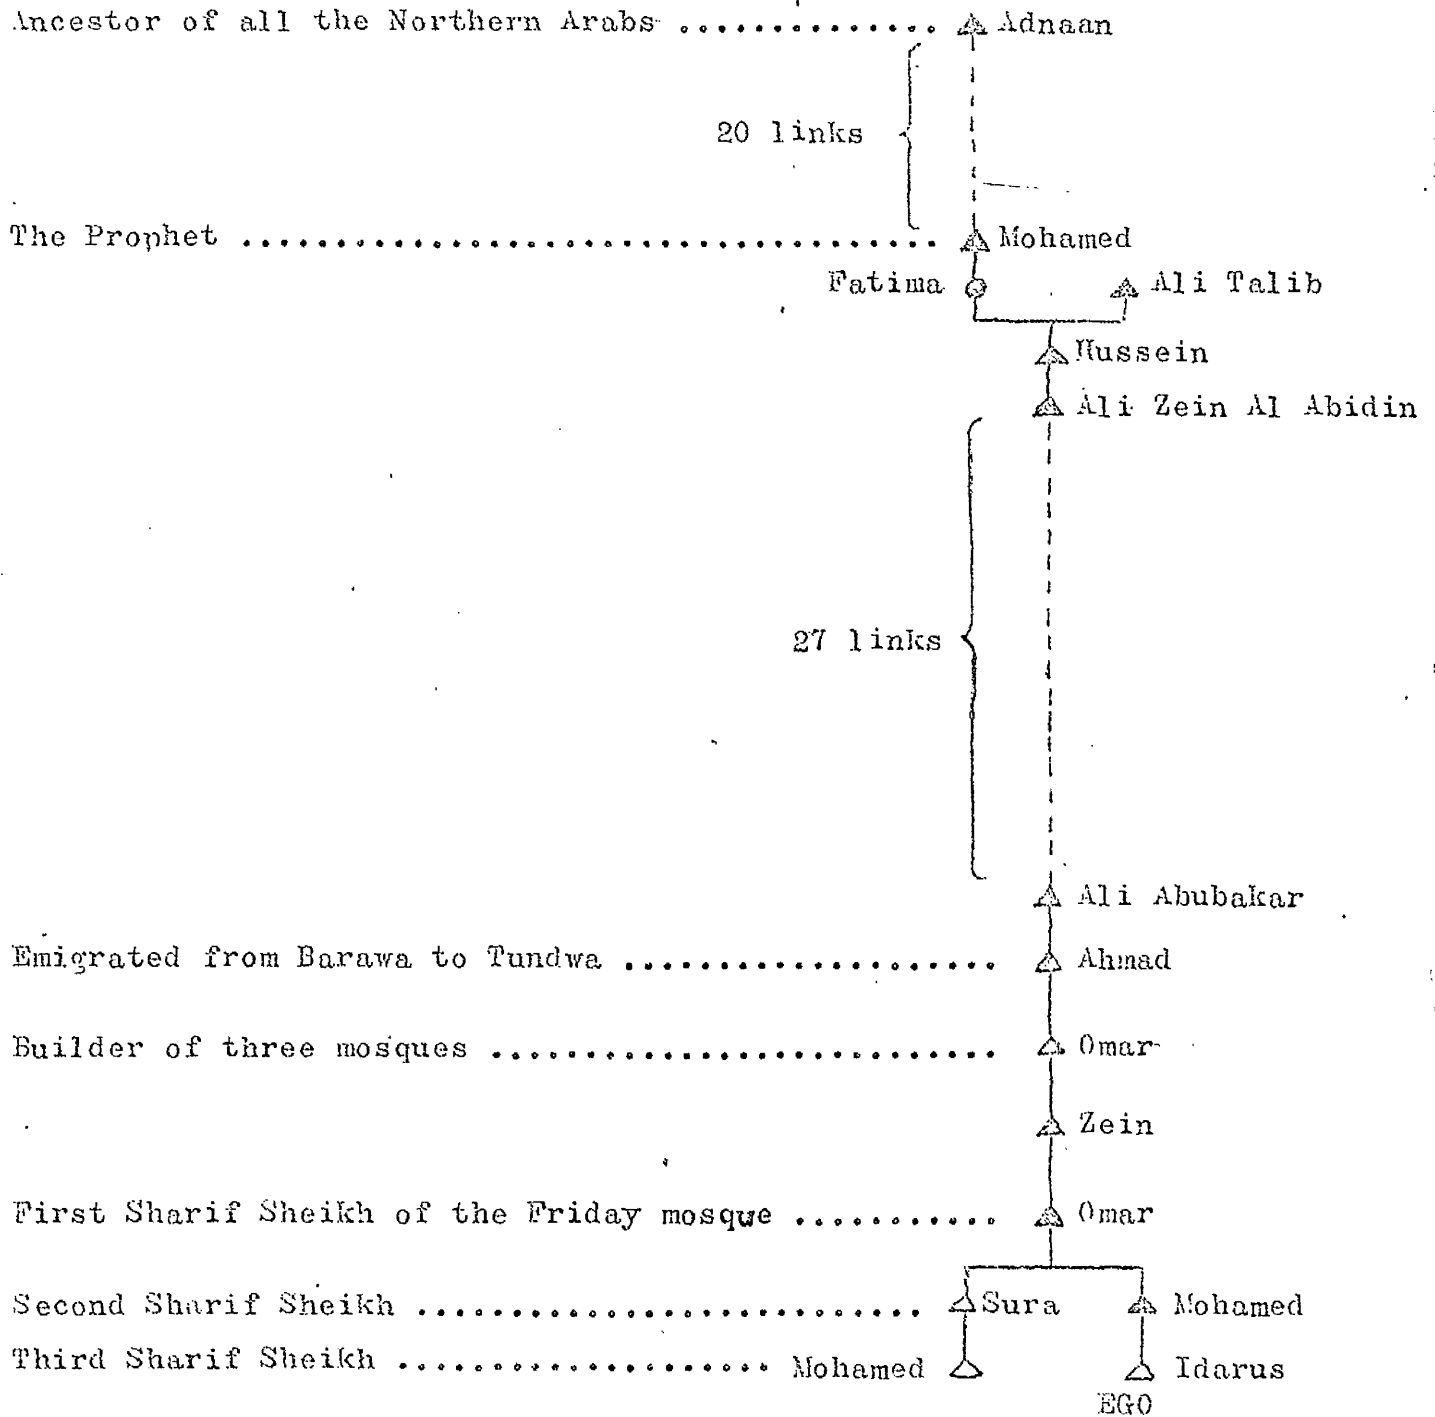 Ancestor of all the Northern Arabs .............. Adnaan
20 links
The Prophet .................................... Mohamed
Fatima Ali Talib
Hussein
Ali Zein Al Abidin
27 links
Ali Abubakar
Emigrated from Barawa to Tundwa .................... Ahmad
Builder of three mosques ........................... Omar
Zein
First Sharif Sheikh of the Friday mosque ........... Omar
Second Sharif Sheikh ........................... Sura Mohamed
Third Sharif Sheikh .................... Mohamed Idarus
EGO